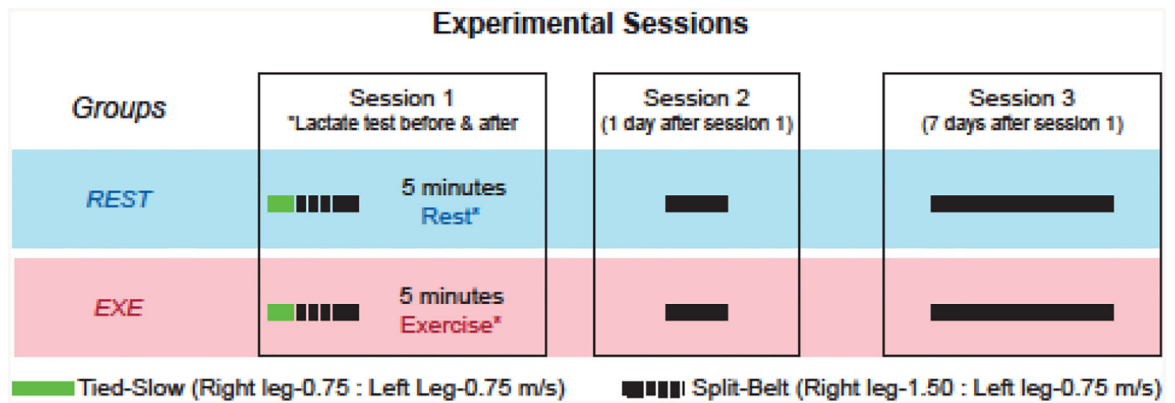 Experimental Sessions
Groups
Session 1
*Lactate test before & after
Session 2
(1 day after session 1)
Session 3
(7 days after session 1)
REST
5 minutes
Rest*
EXE
5 minutes
Exercise*
Tied-Slow (Right leg-0.75 : Left Leg-0.75 m/s)
Split-Belt (Right leg-1.50 : Left leg-0.75 m/s)